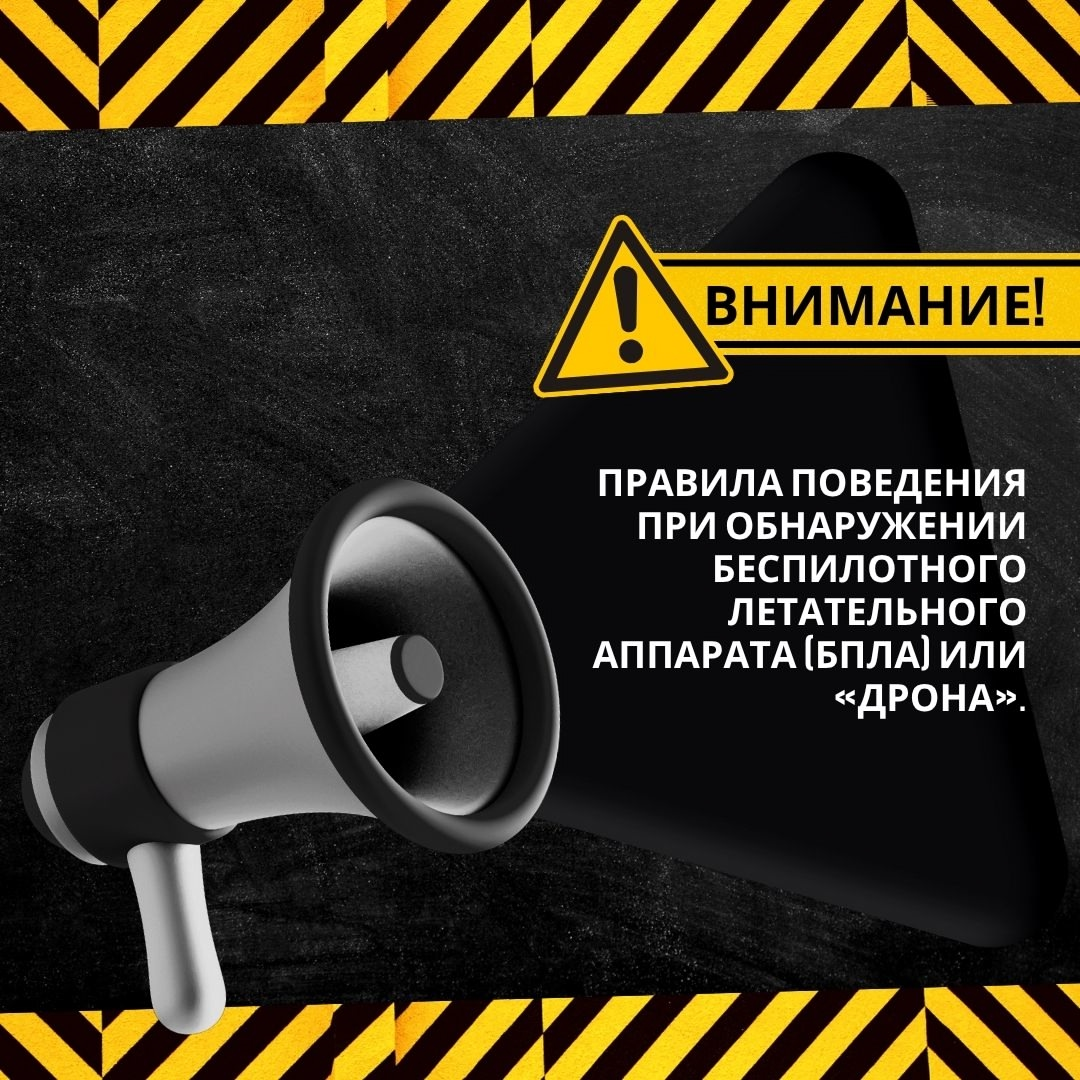 ВНИМАНИЕ!
ПРАВИЛА ПОВЕДЕНИЯ
ПРИ ОБНАРУЖЕНИИ
БЕСПИЛОТНОГО
ЛЕТАТЕЛЬНОГО
АППАРАТА (БПЛА) ИЛИ
«ДРОНА».